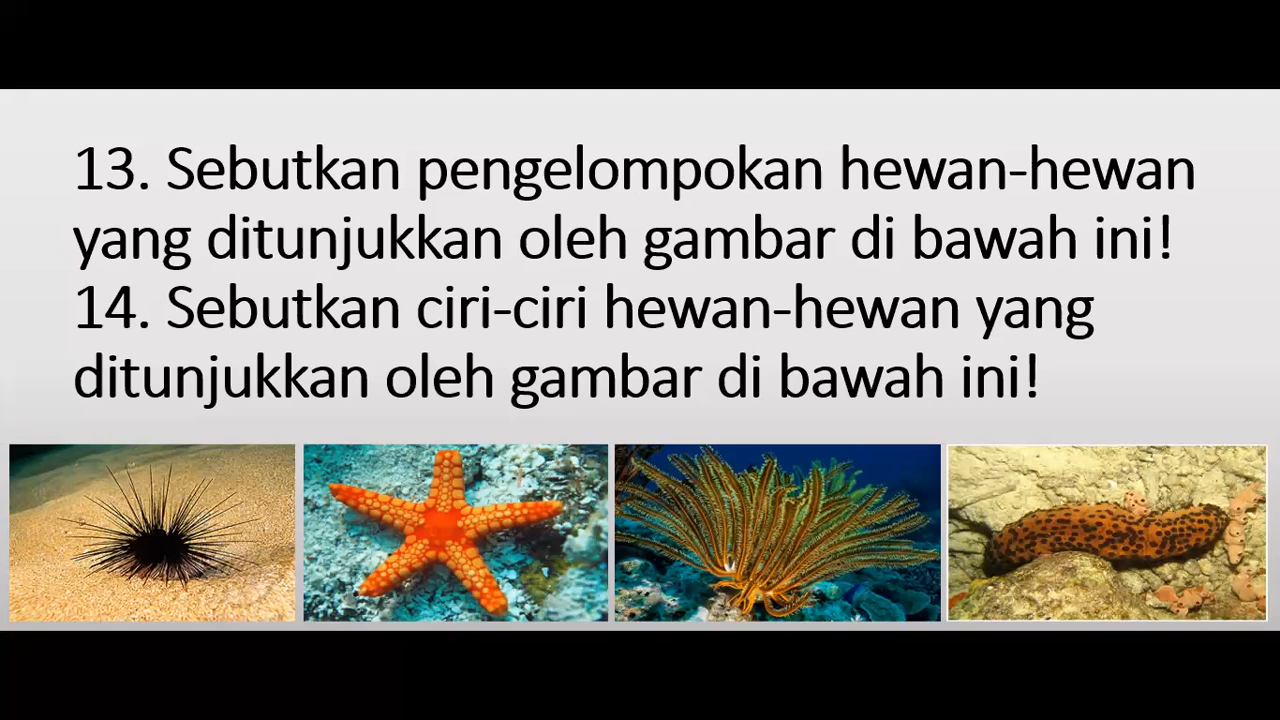 13. Sebutkan pengelompokan hewan-hewan
yang ditunjukkan oleh gambar di bawah ini!
14. Sebutkan ciri-ciri hewan-hewan yang
ditunjukkan oleh gambar di bawah ini!